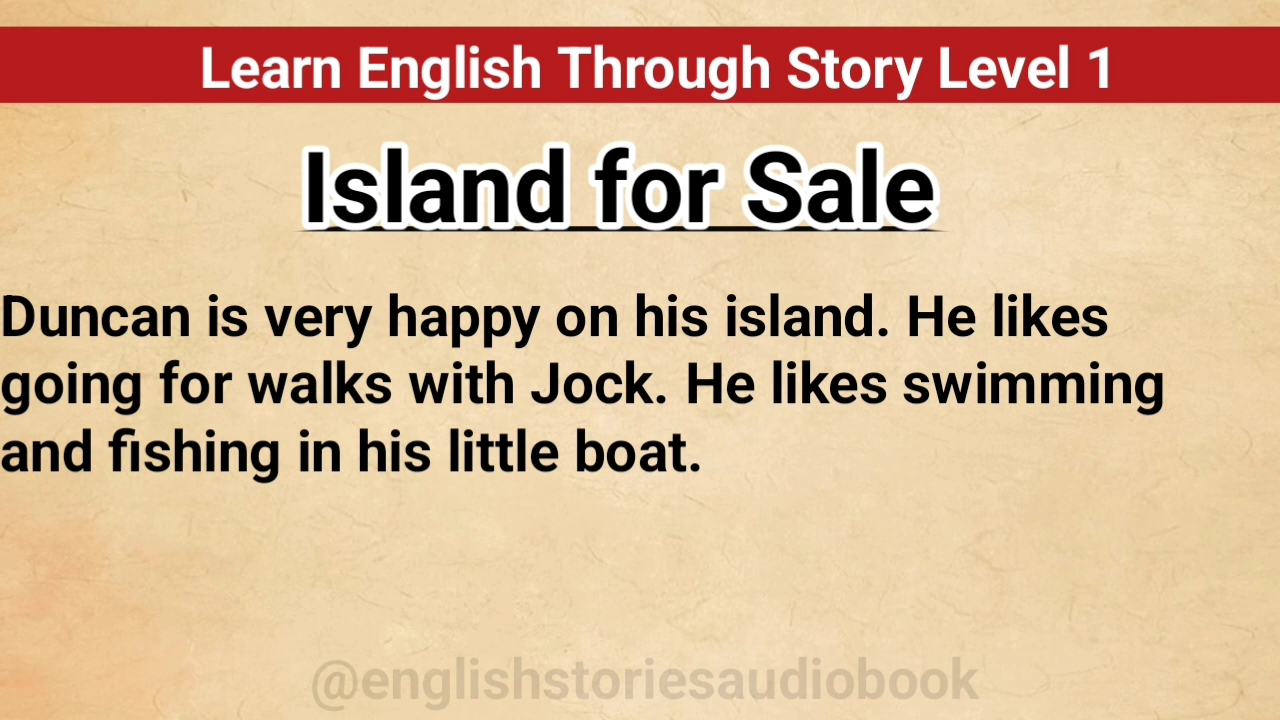 Learn English Through Story Level 1
Island for Sale
Duncan is very happy on his island. He likes
going for walks with Jock. He likes swimming
and fishing in his little boat.
@englishstoriesaudiobook